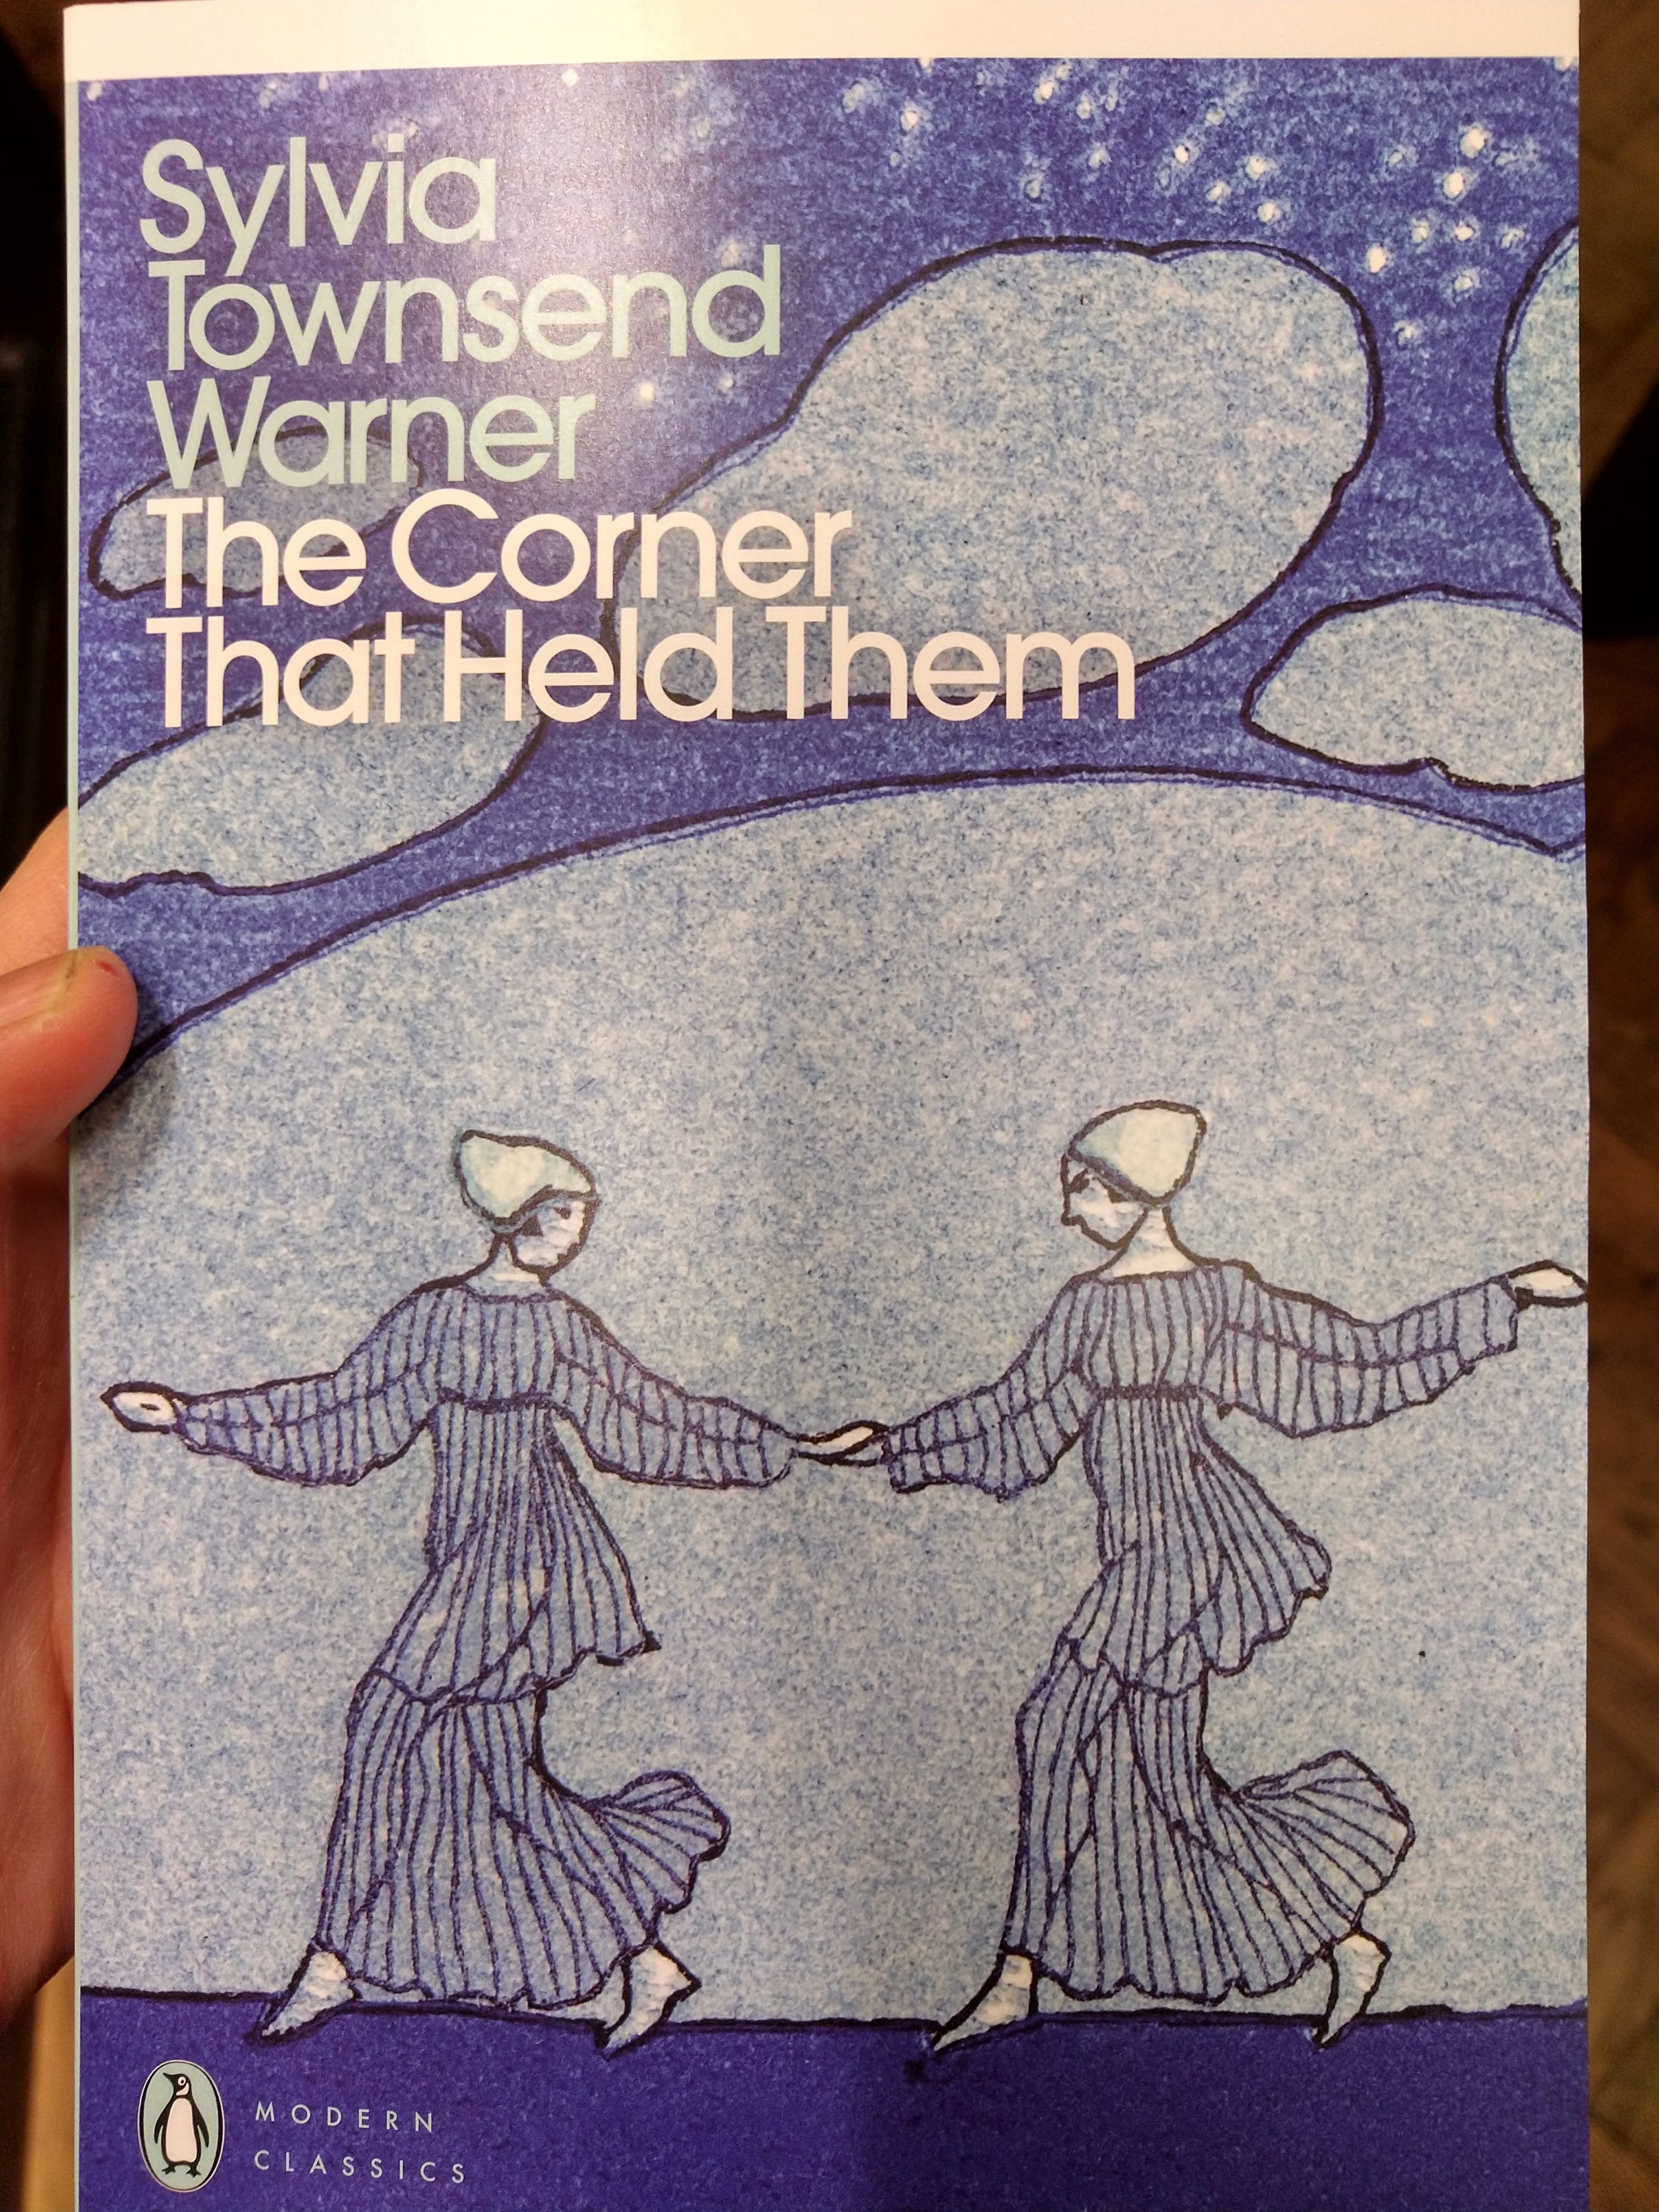 Sylvia
Townsend
Warner
The Corner
That Held Them
MODERN
CLASSICS